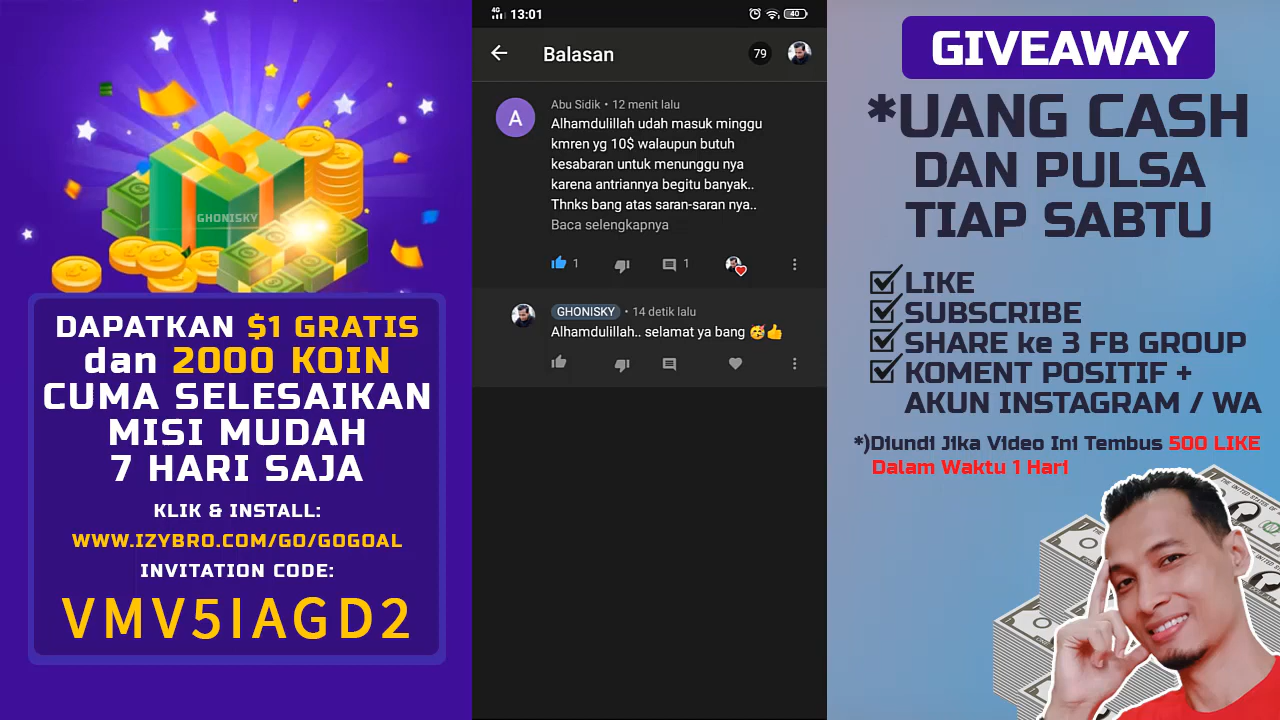 GHONISKY
DAPATKAN $1 GRATIS
dan 2000 KOIN
CUMA SELESAIKAN
MISI MUDAH
7 HARI SAJA
KLIK & INSTALL:
WWW.IZYBRO.COM/GO/GOGOAL
INVITATION CODE:
VMV5IAGD2
4G 13:01 40
Balasan 79
A
Abu Sidik • 12 menit lalu
Alhamdulillah udah masuk minggu
kmren yg 10$ walaupun butuh
kesabaran untuk menunggu nya
karena antriannya begitu banyak..
Thnks bang atas saran-saran nya..
Baca selengkapnya
1 1
GHONISKY • 14 detik lalu
Alhamdulillah.. selamat ya bang 🥳👍
GIVEAWAY
*UANG CASH
DAN PULSA
TIAP SABTU
LIKE
SUBSCRIBE
SHARE ke 3 FB GROUP
KOMENT POSITIF +
AKUN INSTAGRAM / WA
*)Diundi Jika Video Ini Tembus 500 LIKE
Dalam Waktu 1 Hari